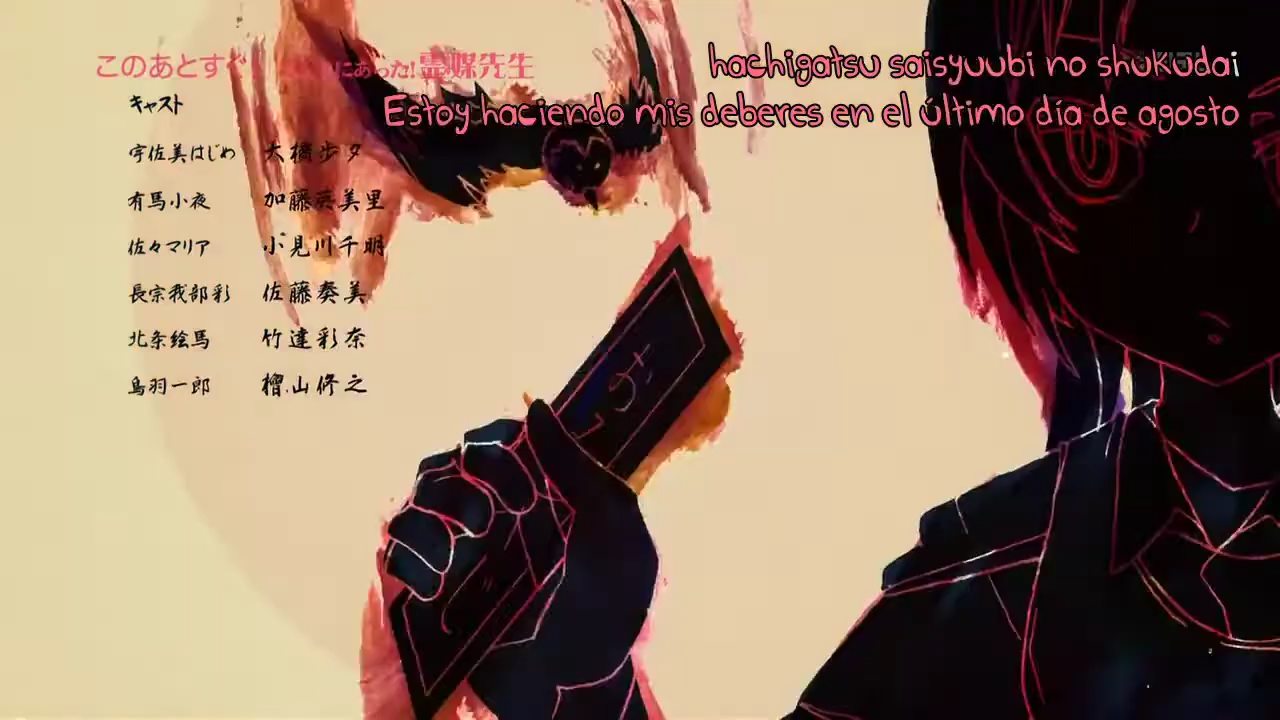 hachigatsu saisyuubi no shukudai
Estoy haciendo mis deberes en el último día de agosto
このあとすぐ! にあった!霊媒先生
キャスト
宇佐美はじめ 大橋歩夕
有馬小夜 加藤英美里
佐々マリア 小見川千明
長宗我部彩 佐藤奏美
北条絵馬 竹達彩奈
鳥羽一郎 檜山修之